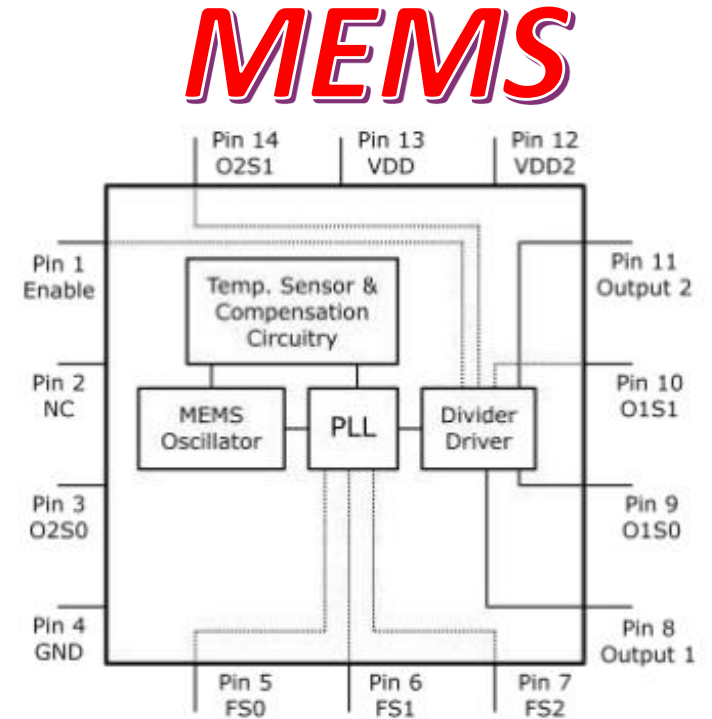 MEMS
Pin 14
O2S1
Pin 13
VDD
Pin 12
VDD2
Pin 1
Enable
Pin 11
Output 2
Temp. Sensor &
Compensation
Circuitry
Pin 2
NC
Pin 10
O1S1
MEMS
Oscillator
PLL
Divider
Driver
Pin 3
O2S0
Pin 9
O1S0
Pin 4
GND
Pin 8
Output 1
Pin 5
FS0
Pin 6
FS1
Pin 7
FS2